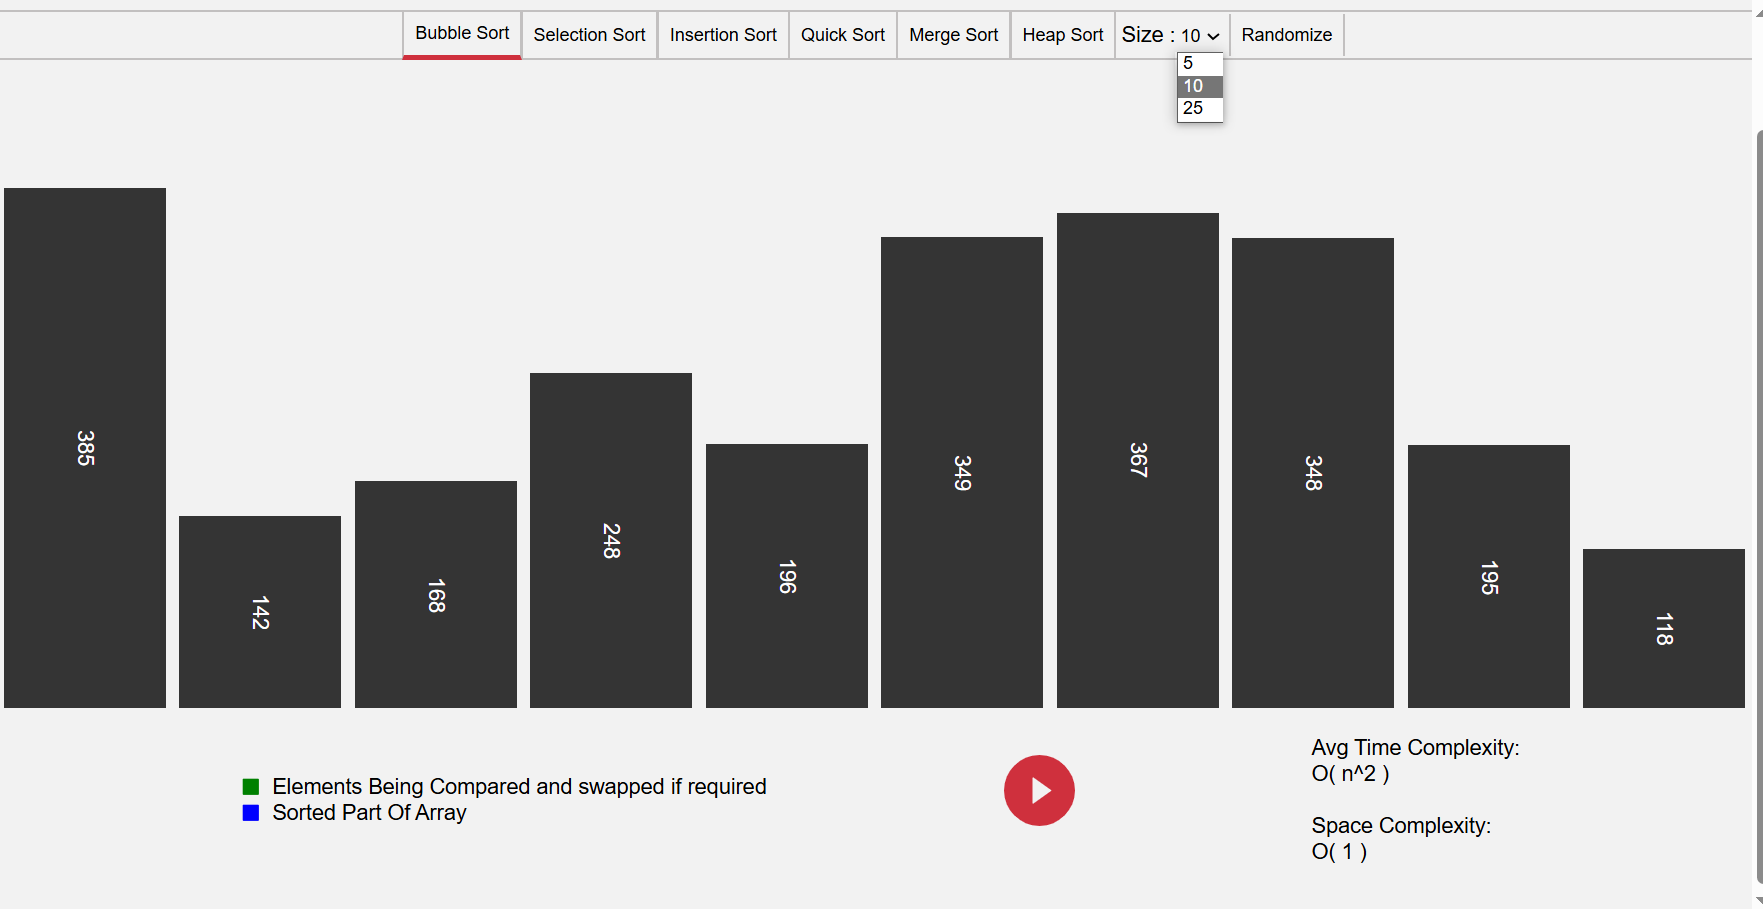 Bubble Sort
Selection Sort
Insertion Sort
Quick Sort
Merge Sort
Heap Sort
Size : 10
Randomize
5
10
25
385
142
168
248
196
349
367
348
195
118
Elements Being Compared and swapped if required
Sorted Part Of Array
Avg Time Complexity:
O( n^2 )
Space Complexity:
O( 1 )